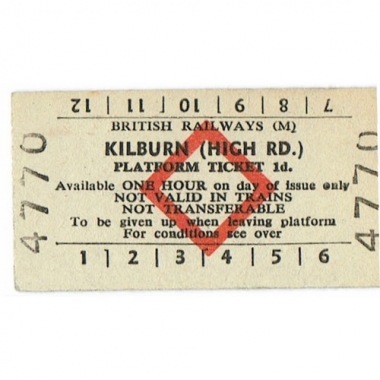 12 | 11 | 10 | 9 | 8 | 7
BRITISH RAILWAYS (M)
KILBURN (HIGH RD.)
PLATFORM TICKET 1d.
Available ONE HOUR on day of issue only
NOT VALID IN TRAINS
NOT TRANSFERABLE
To be given up when leaving platform
For conditions see over
1 | 2 | 3 | 4 | 5 | 6
4770
4770